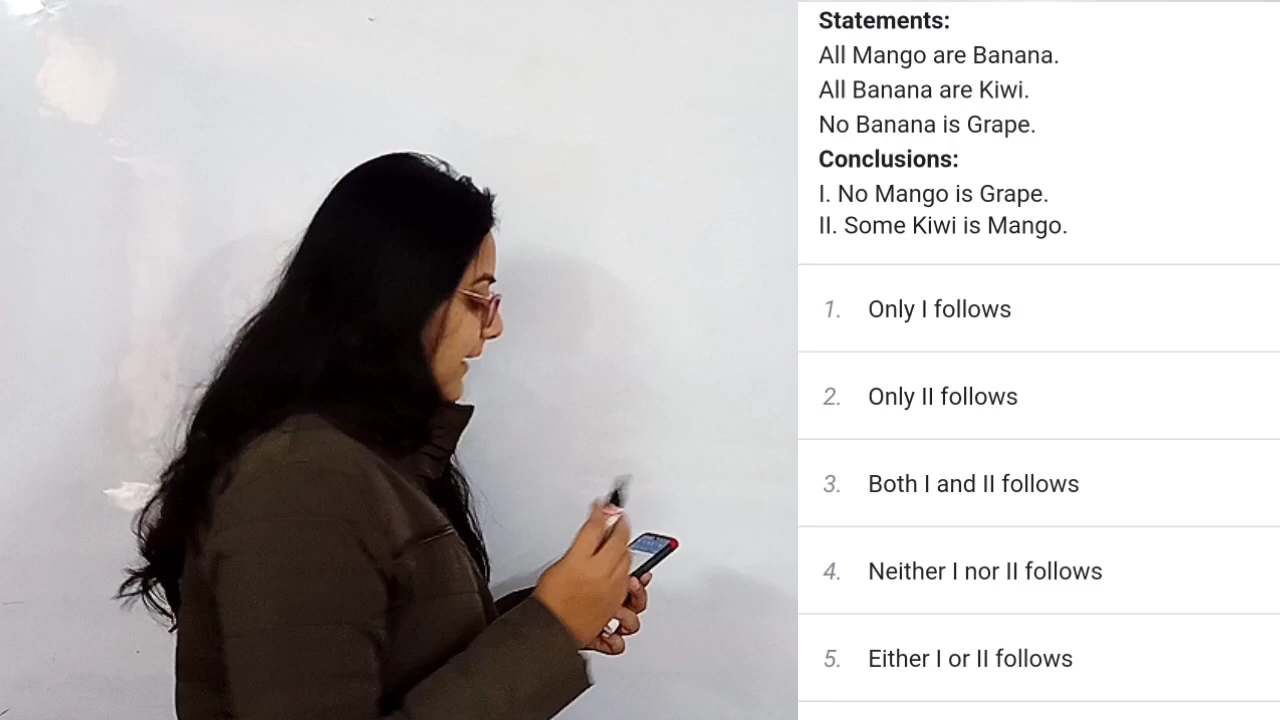 Statements:
All Mango are Banana.
All Banana are Kiwi.
No Banana is Grape.
Conclusions:
I. No Mango is Grape.
II. Some Kiwi is Mango.
1. Only I follows
2. Only II follows
3. Both I and II follows
4. Neither I nor II follows
5. Either I or II follows